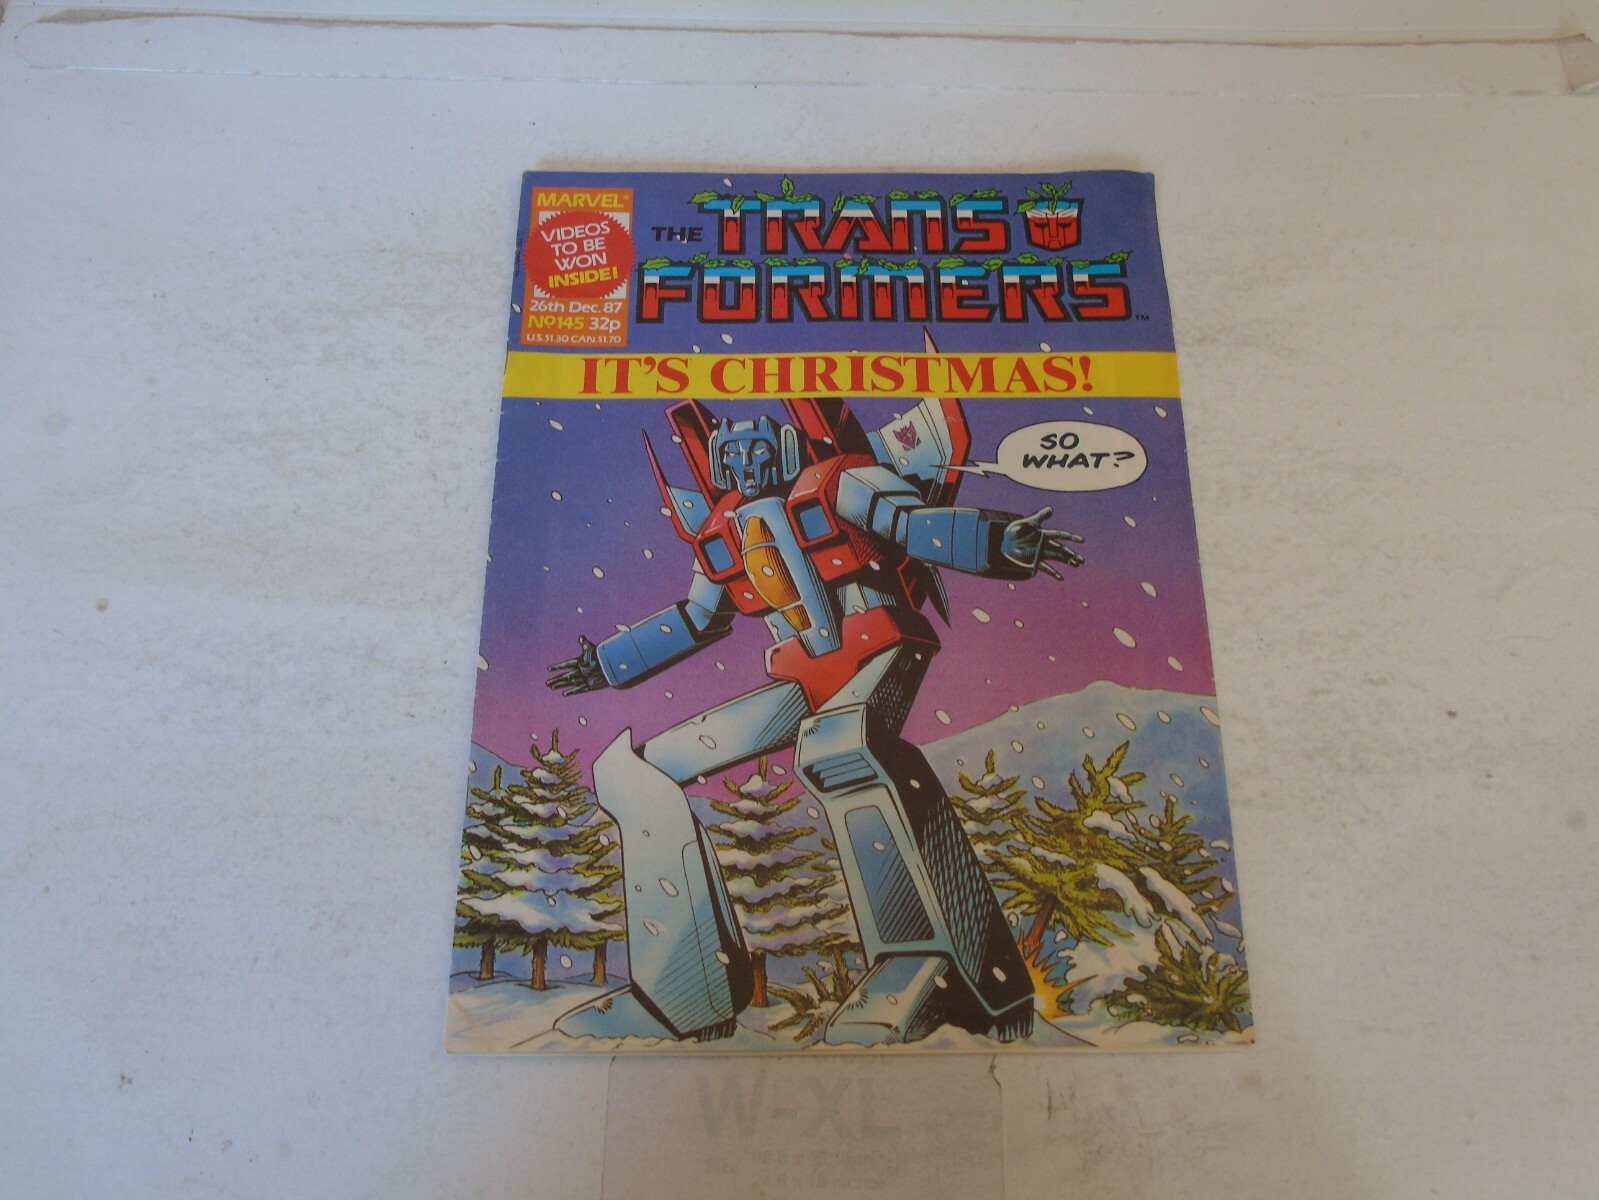 MARVEL®
VIDEOS
TO BE
WON
INSIDE!
26th Dec. 87
Nº145 32p
U.S. $1.30 CAN. $1.70
THE TRANS
FORMERS™
IT'S CHRISTMAS!
SO
WHAT?
W-XL